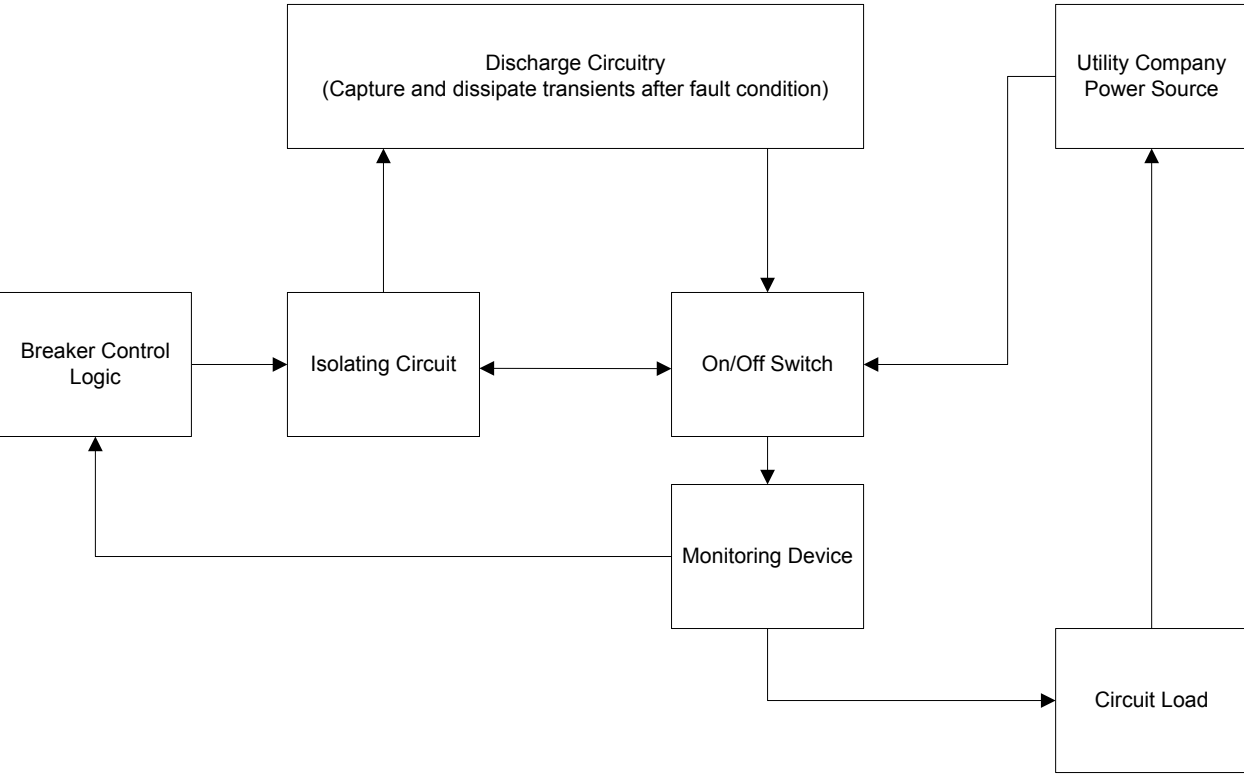 Discharge Circuitry
(Capture and dissipate transients after fault condition)
Utility Company
Power Source
Breaker Control
Logic
Isolating Circuit
On/Off Switch
Monitoring Device
Circuit Load